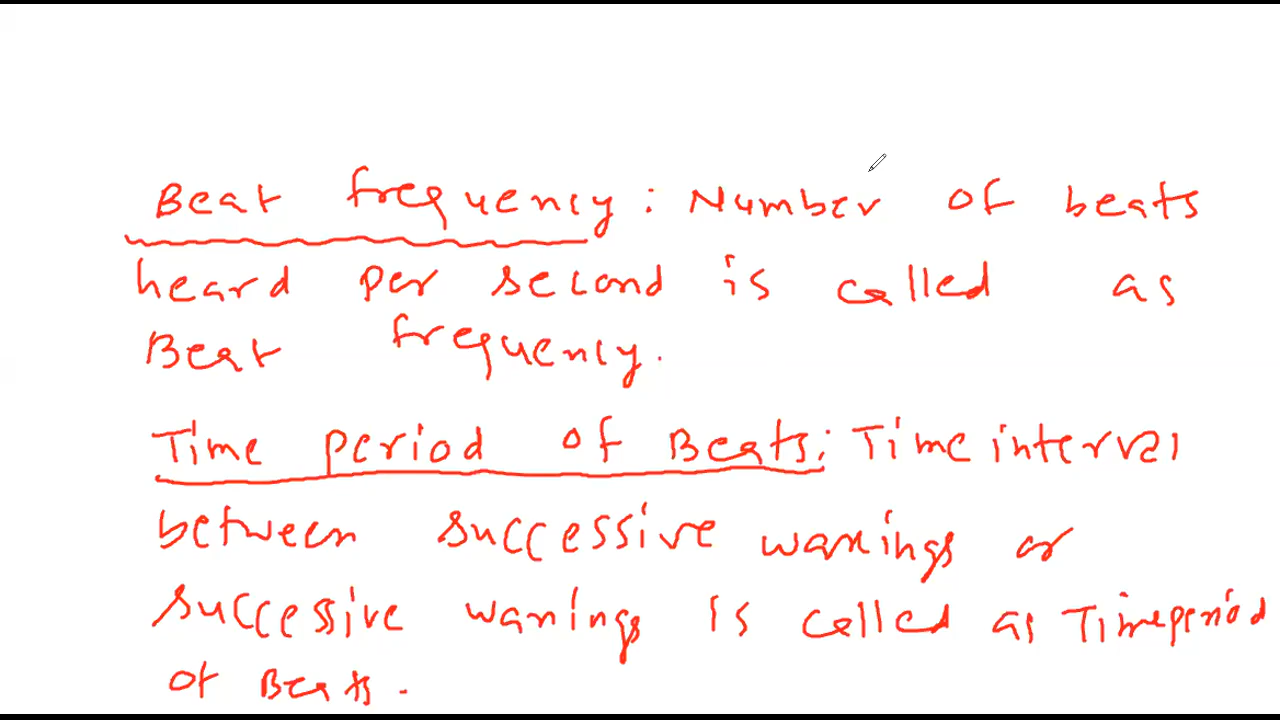 Beat frequency: Number of beats
heard per second is called as
Beat frequency.
Time period of Beats: Time interval
between successive waxings or
successive wanings is called as Timeperiod
of Beats.